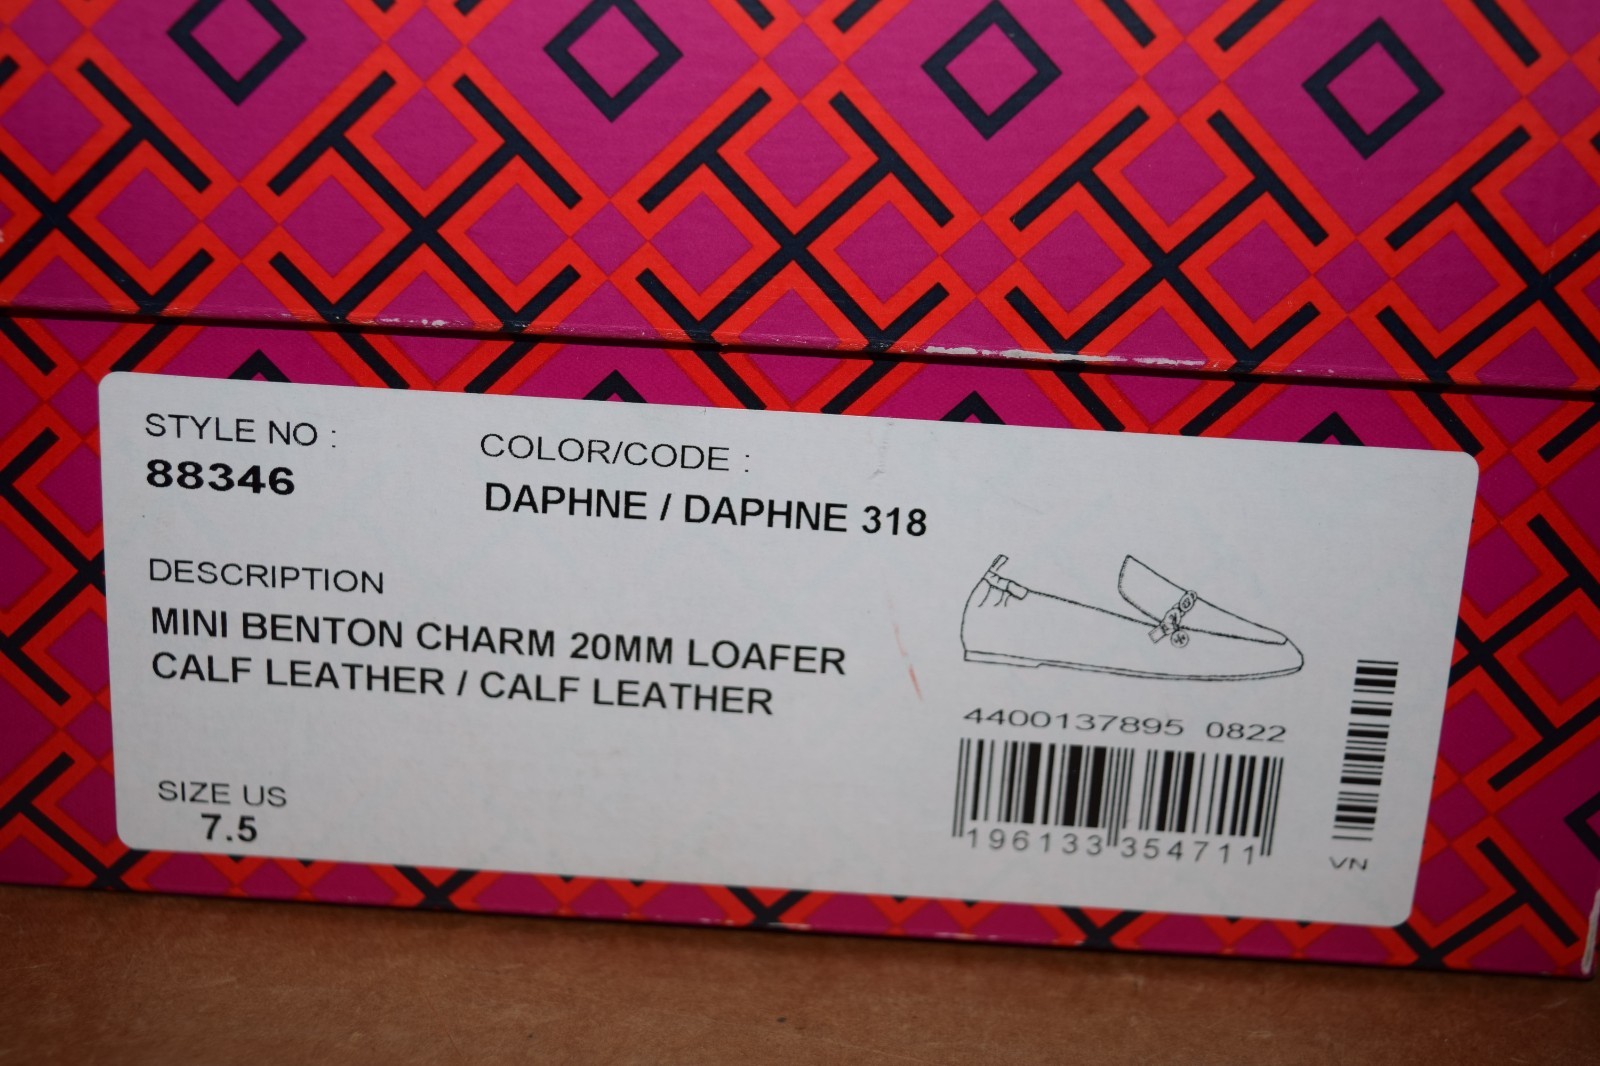 STYLE NO :
88346
COLOR/CODE :
DAPHNE / DAPHNE 318
DESCRIPTION
MINI BENTON CHARM 20MM LOAFER
CALF LEATHER / CALF LEATHER
SIZE US
7.5
4400137895 0822
196133 354711
VN